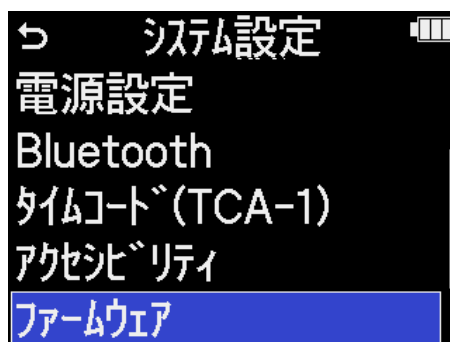 システム設定
電源設定
Bluetooth
タイムコード(TCA-1)
アクセシビリティ
ファームウェア